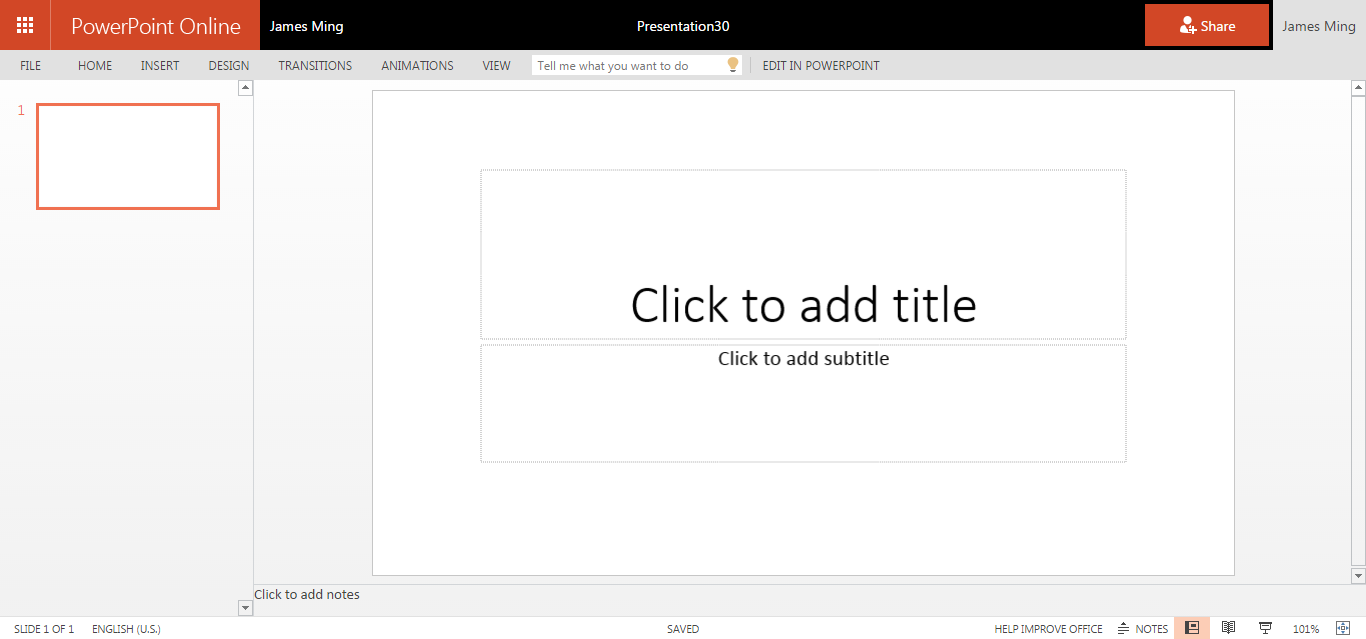 PowerPoint Online James Ming Presentation30 Share James Ming
FILE HOME INSERT DESIGN TRANSITIONS ANIMATIONS VIEW Tell me what you want to do EDIT IN POWERPOINT
1
Click to add title
Click to add subtitle
Click to add notes
SLIDE 1 OF 1 ENGLISH (U.S.) SAVED HELP IMPROVE OFFICE NOTES 101%